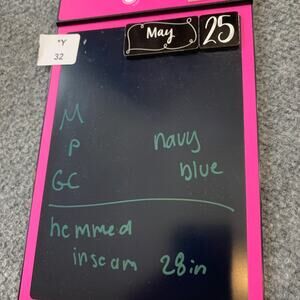 May 25
"Y
32
M
P navy
GC blue
hemmed
inseam 28in